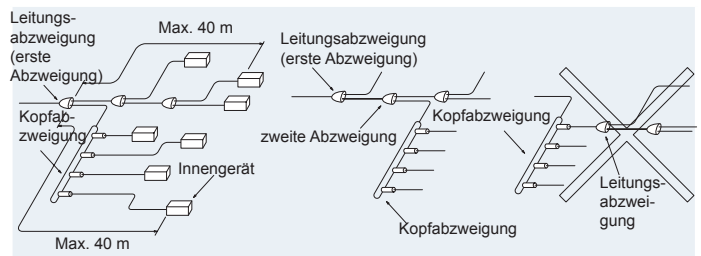 Leitungs-
abzweigung
(erste
Abzweigung)
Max. 40 m
Kopfab-
zweigung
Innengerät
Max. 40 m
Leitungsabzweigung
(erste Abzweigung)
zweite Abzweigung
Kopfabzweigung
Kopfabzweigung
Leitungs-
abzwei-
gung